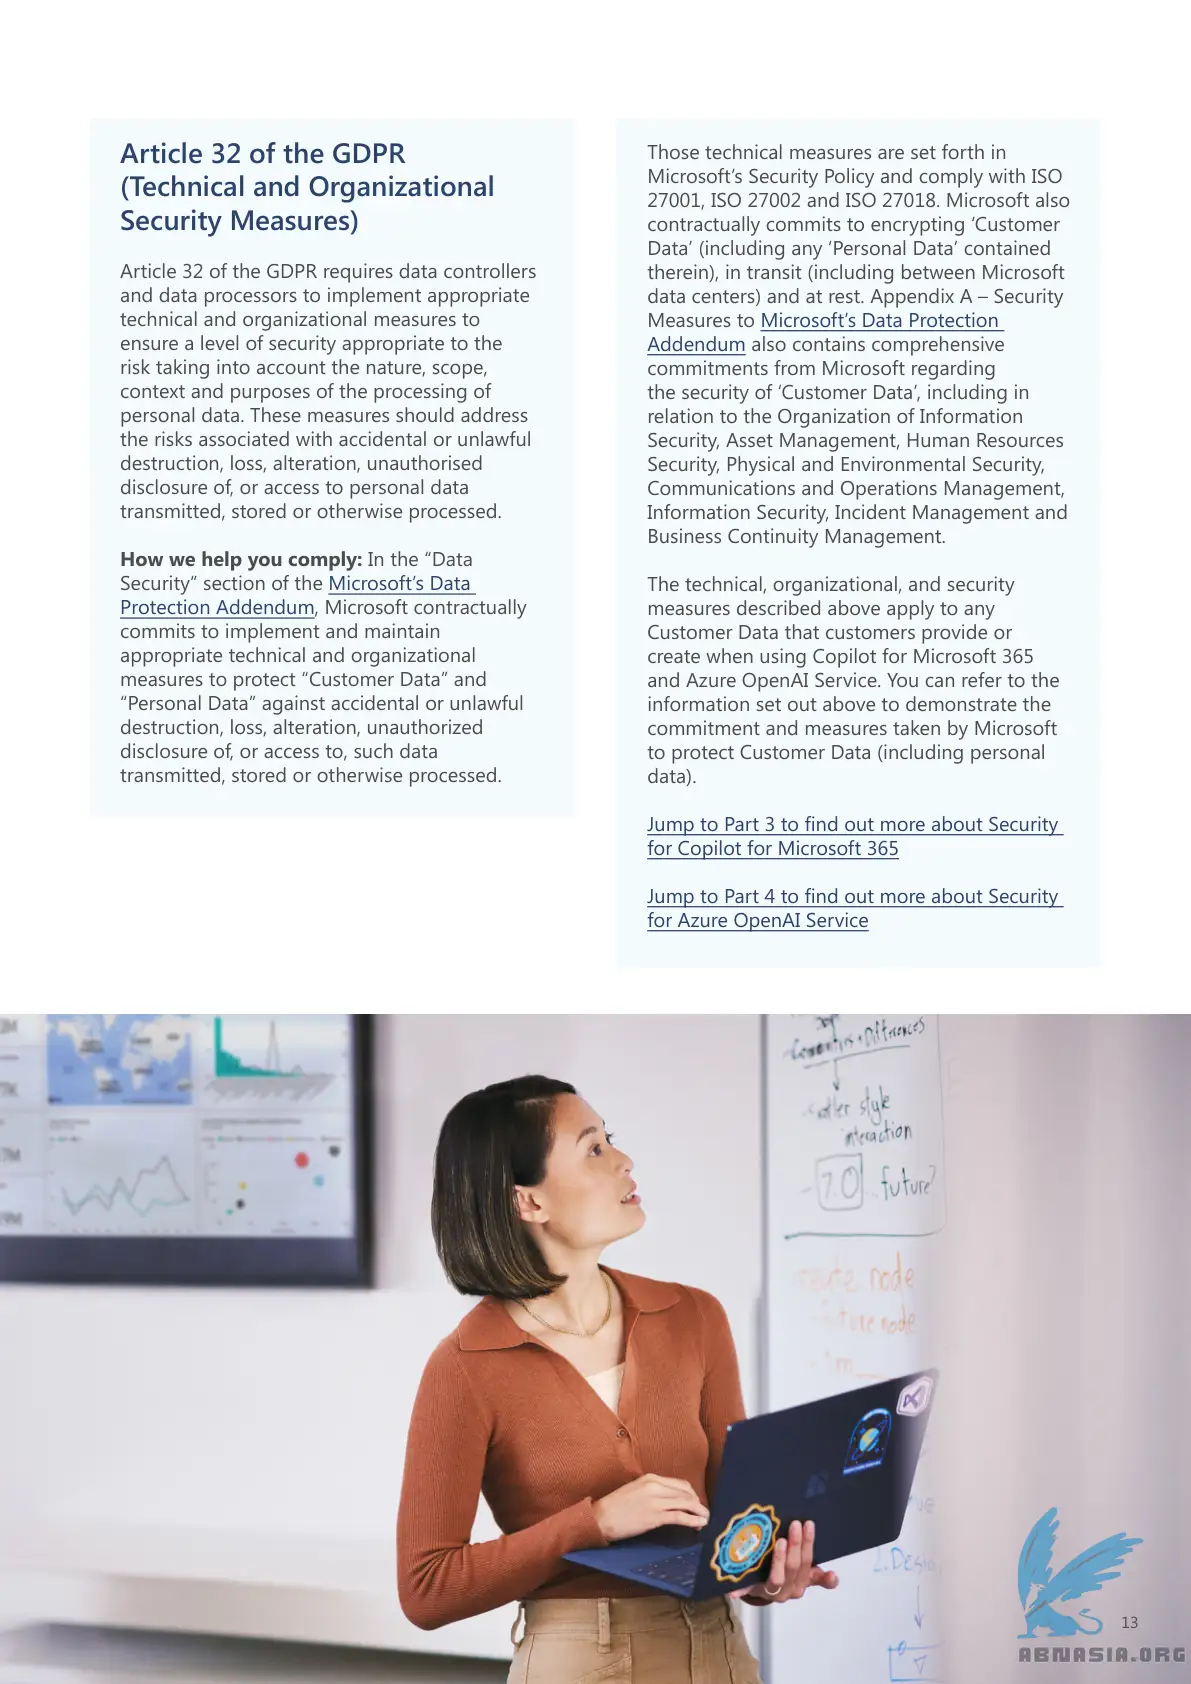 Article 32 of the GDPR
(Technical and Organizational
Security Measures)
Article 32 of the GDPR requires data controllers
and data processors to implement appropriate
technical and organizational measures to
ensure a level of security appropriate to the
risk taking into account the nature, scope,
context and purposes of the processing of
personal data. These measures should address
the risks associated with accidental or unlawful
destruction, loss, alteration, unauthorised
disclosure of, or access to personal data
transmitted, stored or otherwise processed.
How we help you comply: In the “Data
Security” section of the Microsoft’s Data
Protection Addendum, Microsoft contractually
commits to implement and maintain
appropriate technical and organizational
measures to protect “Customer Data” and
“Personal Data” against accidental or unlawful
destruction, loss, alteration, unauthorized
disclosure of, or access to, such data
transmitted, stored or otherwise processed.
Those technical measures are set forth in
Microsoft’s Security Policy and comply with ISO
27001, ISO 27002 and ISO 27018. Microsoft also
contractually commits to encrypting ‘Customer
Data’ (including any ‘Personal Data’ contained
therein), in transit (including between Microsoft
data centers) and at rest. Appendix A – Security
Measures to Microsoft’s Data Protection
Addendum also contains comprehensive
commitments from Microsoft regarding
the security of ‘Customer Data’, including in
relation to the Organization of Information
Security, Asset Management, Human Resources
Security, Physical and Environmental Security,
Communications and Operations Management,
Information Security, Incident Management and
Business Continuity Management.
The technical, organizational, and security
measures described above apply to any
Customer Data that customers provide or
create when using Copilot for Microsoft 365
and Azure OpenAI Service. You can refer to the
information set out above to demonstrate the
commitment and measures taken by Microsoft
to protect Customer Data (including personal
data).
Jump to Part 3 to find out more about Security
for Copilot for Microsoft 365
Jump to Part 4 to find out more about Security
for Azure OpenAI Service
+Differences
style
interaction
7.0 ... future?
node
node
2. Design
13
ABNASIA.ORG